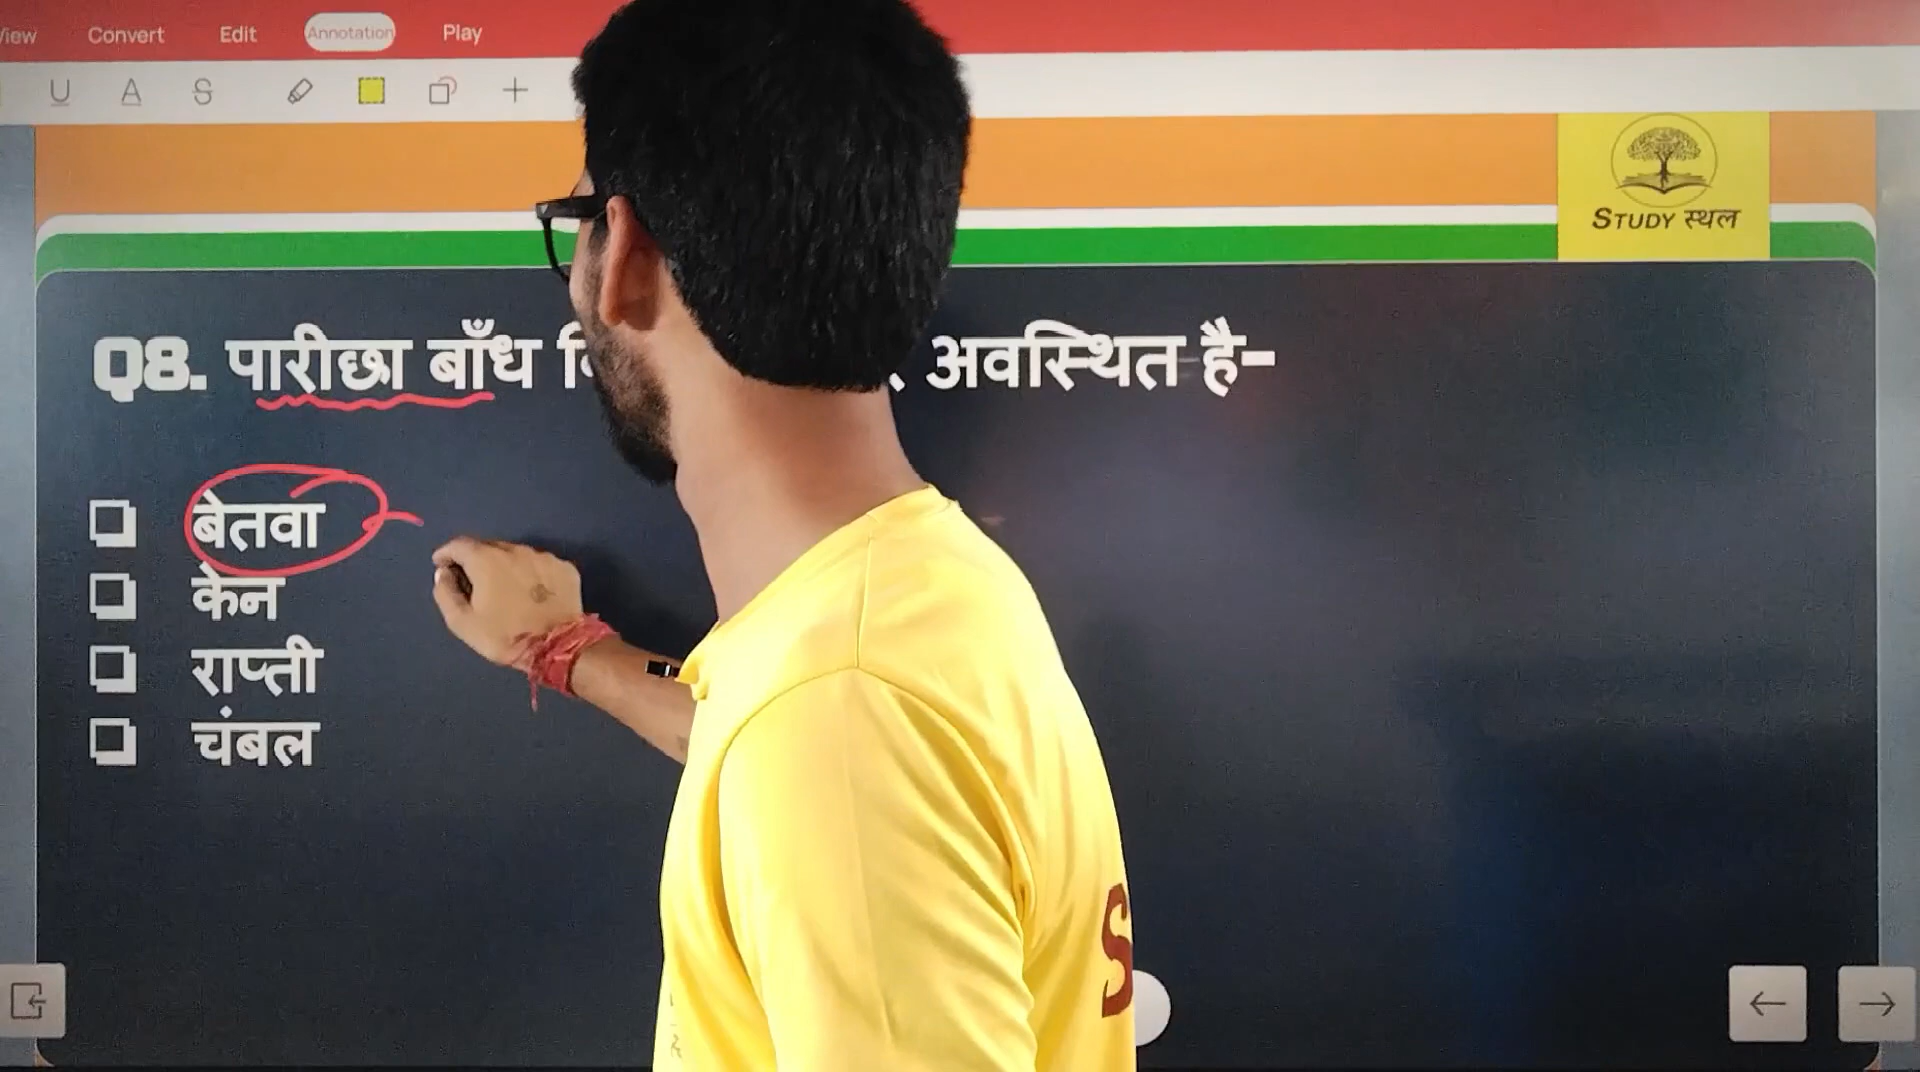 View Convert Edit Annotation Play
U A S
STUDY स्थल
Q8. पारीछा बाँध अवस्थित है-
बेतवा
केन
राप्ती
चंबल
S